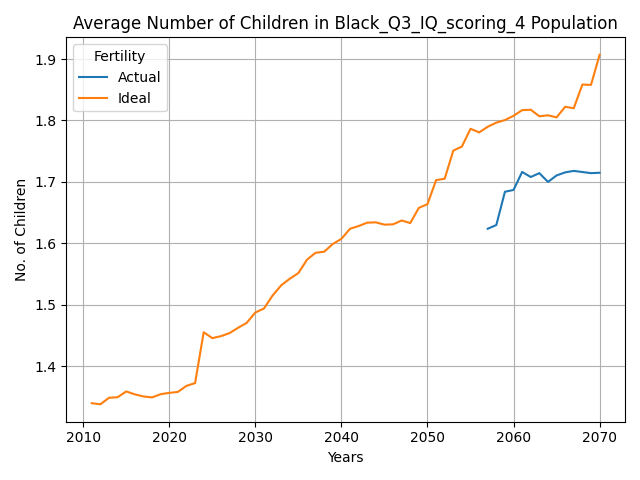 Average Number of Children in Black_Q3_IQ_scoring_4 Population
Fertility
Actual
Ideal
No. of Children
1.9
1.8
1.7
1.6
1.5
1.4
2010 2020 2030 2040 2050 2060 2070
Years